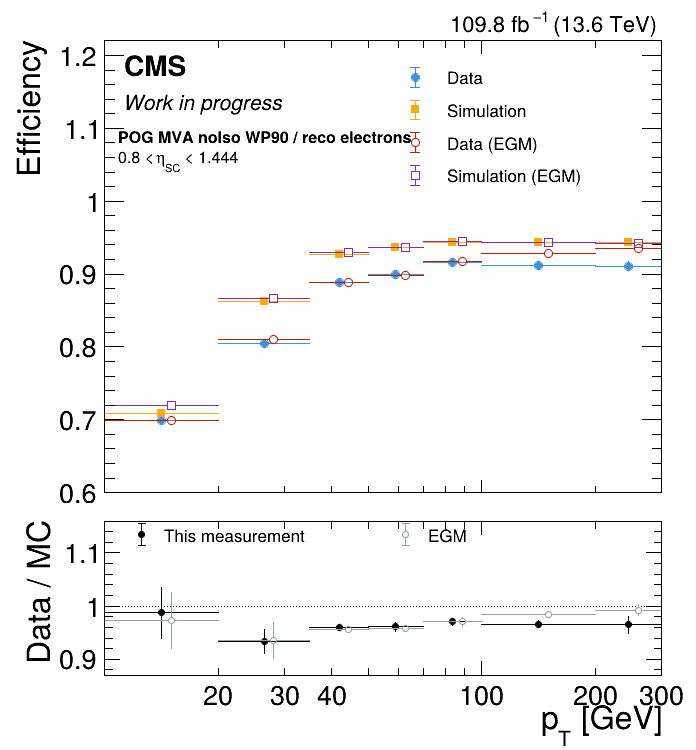 109.8 fb⁻¹ (13.6 TeV)
Efficiency
CMS
Work in progress
POG MVA noIso WP90 / reco electrons
0.8 < η_SC < 1.444
Data
Simulation
Data (EGM)
Simulation (EGM)
1.2
1.1
1
0.9
0.8
0.7
0.6
Data / MC
This measurement
EGM
1.1
1
0.9
20 30 40 100 200 300
p_T [GeV]